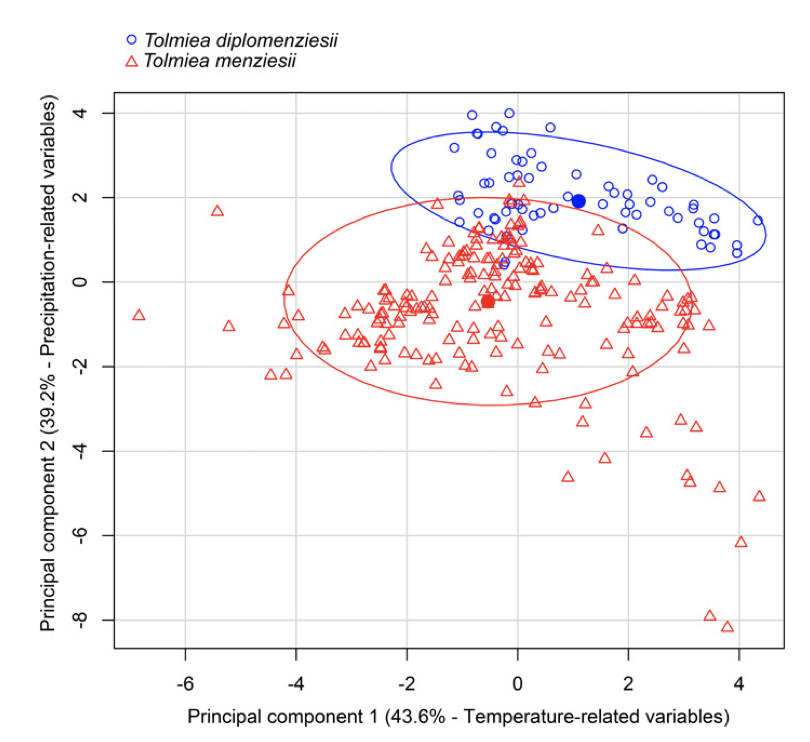 Tolmiea diplomenziesii
Tolmiea menziesii
4
2
0
-2
-4
-6
-8
Principal component 2 (39.2% - Precipitation-related variables)
-6 -4 -2 0 2 4
Principal component 1 (43.6% - Temperature-related variables)